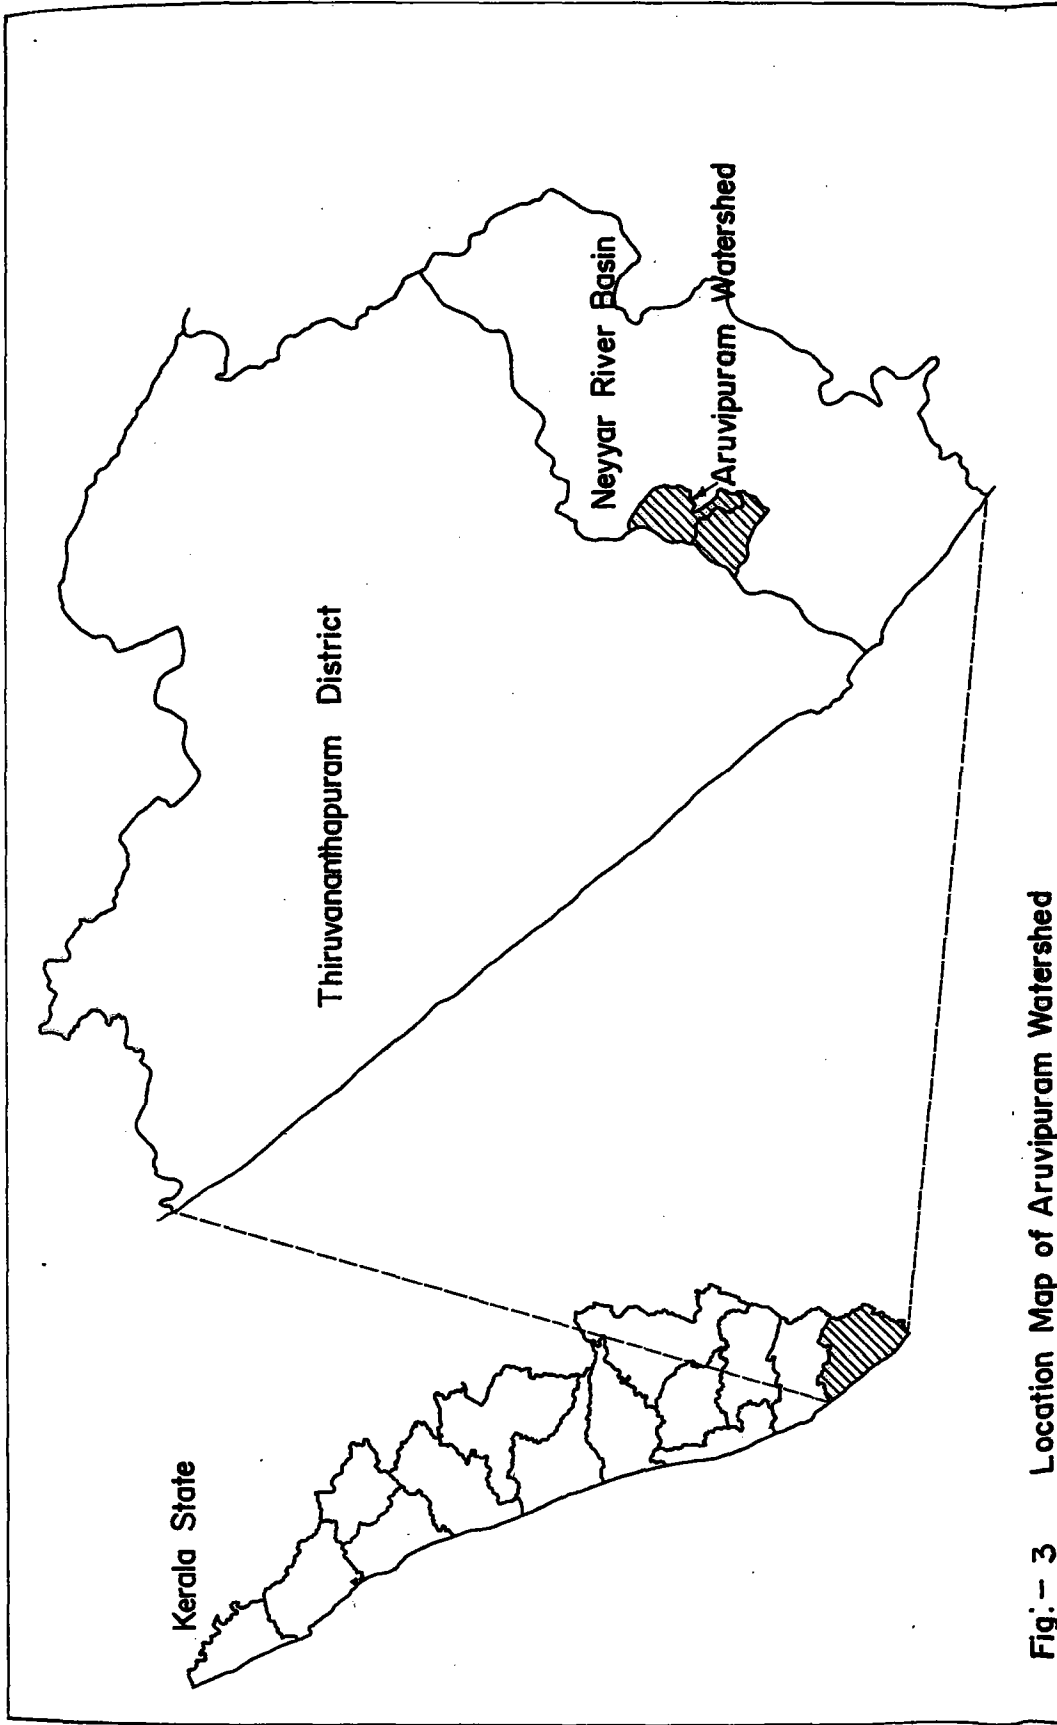 Kerala State
Thiruvananthapuram District
Neyyar River Basin
Aruvipuram Watershed
Fig:- 3 Location Map of Aruvipuram Watershed